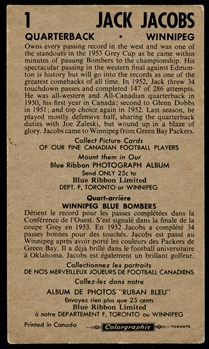 1 JACK JACOBS
QUARTERBACK • WINNIPEG
Owns every passing record in the west and was one
of the standouts in the 1953 Grey Cup as he came within
minutes of passing Bombers to the championship. His
spectacular passing in the western final against Edmon-
ton is history but will go into the records as one of the
greatest comebacks of all time. In 1952, Jack threw 34
touchdown passes and completed 147 of 286 attempts.
He was all-western and All-Canadian quarterback in
1950, his first year in Canada; second to Glenn Dobbs
in 1951; and top choice again in 1952. Last season, he
played mostly defensive half, sharing the quarterback
duties with Joe Zaleski, but wound up in a blaze of
glory. Jacobs came to Winnipeg from Green Bay Packers.
Collect Picture Cards
OF OUR FINE CANADIAN FOOTBALL PLAYERS
Mount them in Our
Blue Ribbon PHOTOGRAPH ALBUM
Send ONLY 25c to
Blue Ribbon Limited
DEPT. F, TORONTO or WINNIPEG
Quart-arrière
WINNIPEG BLUE BOMBERS
Détient le record pour les passes complétées dans la
Conférence de l'Ouest. S'est signalé dans la finale de la
coupe Grey en 1953. En 1952 Jacobs a complété 34
passes pour des touchés. Jacobs est passé au
Winnipeg après avoir porté les couleurs de Green
Bay. Il a déjà joué dans le football universitaire à
Oklahoma. Jacobs est également un brillant golfeur.
Collectionnez les portraits
DE NOS MERVEILLEUX JOUEURS DE FOOTBALL CANADIENS
Collez-les dans notre
ALBUM DE PHOTOS "RUBAN BLEU"
Envoyez rien plus que 25 cens
Blue Ribbon Limited
à notre DEPARTEMENT F, TORONTO ou WINNIPEG
Printed in Canada Colorgraphic TORONTO